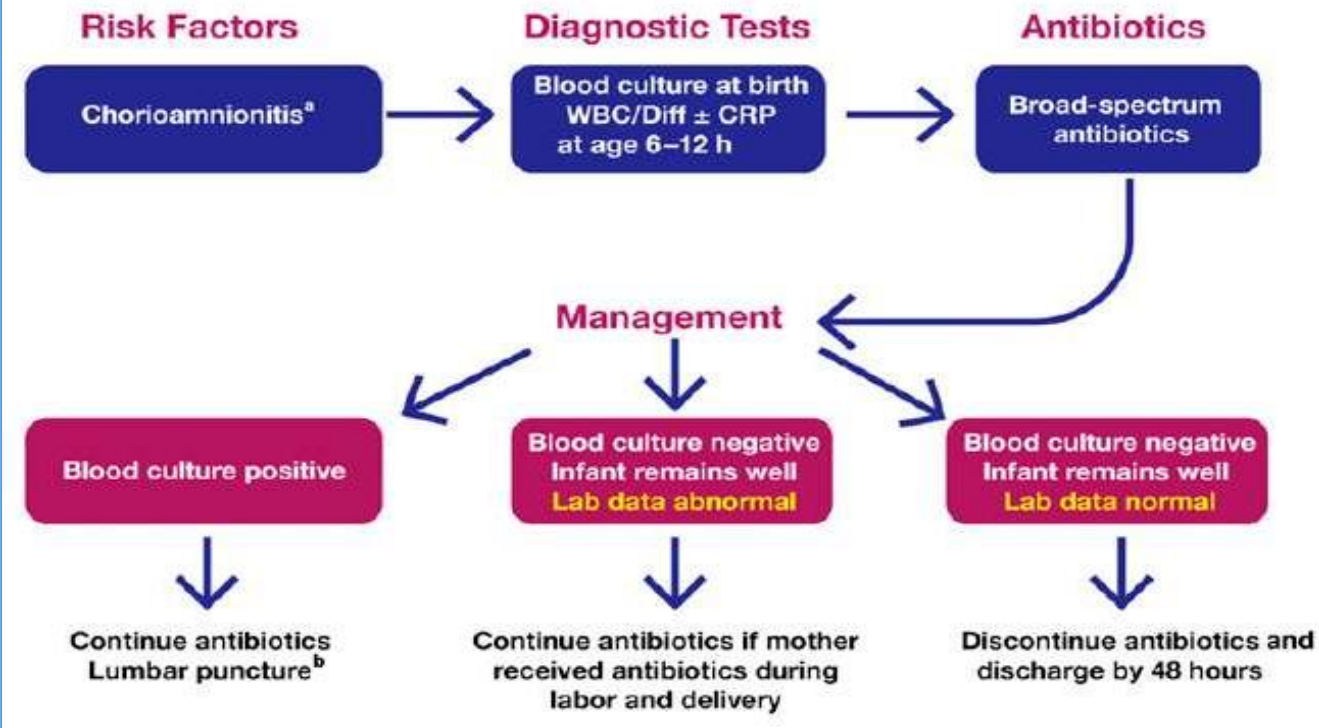 Risk Factors
Diagnostic Tests
Antibiotics
Chorioamnionitisᵃ
Blood culture at birth
WBC/Diff ± CRP
at age 6–12 h
Broad-spectrum
antibiotics
Management
Blood culture positive
Blood culture negative
Infant remains well
Lab data abnormal
Blood culture negative
Infant remains well
Lab data normal
Continue antibiotics
Lumbar punctureᵇ
Continue antibiotics if mother
received antibiotics during
labor and delivery
Discontinue antibiotics and
discharge by 48 hours